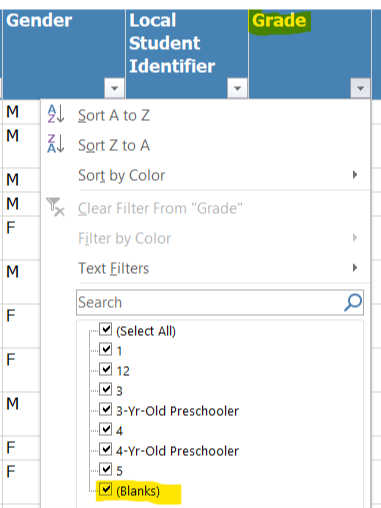 Gender
Local Student Identifier
Grade
M
M
M
M
F
M
F
F
M
F
F
Sort A to Z
Sort Z to A
Sort by Color
Clear Filter From "Grade"
Filter by Color
Text Filters
Search
(Select All)
1
12
3
3-Yr-Old Preschooler
4
4-Yr-Old Preschooler
5
(Blanks)